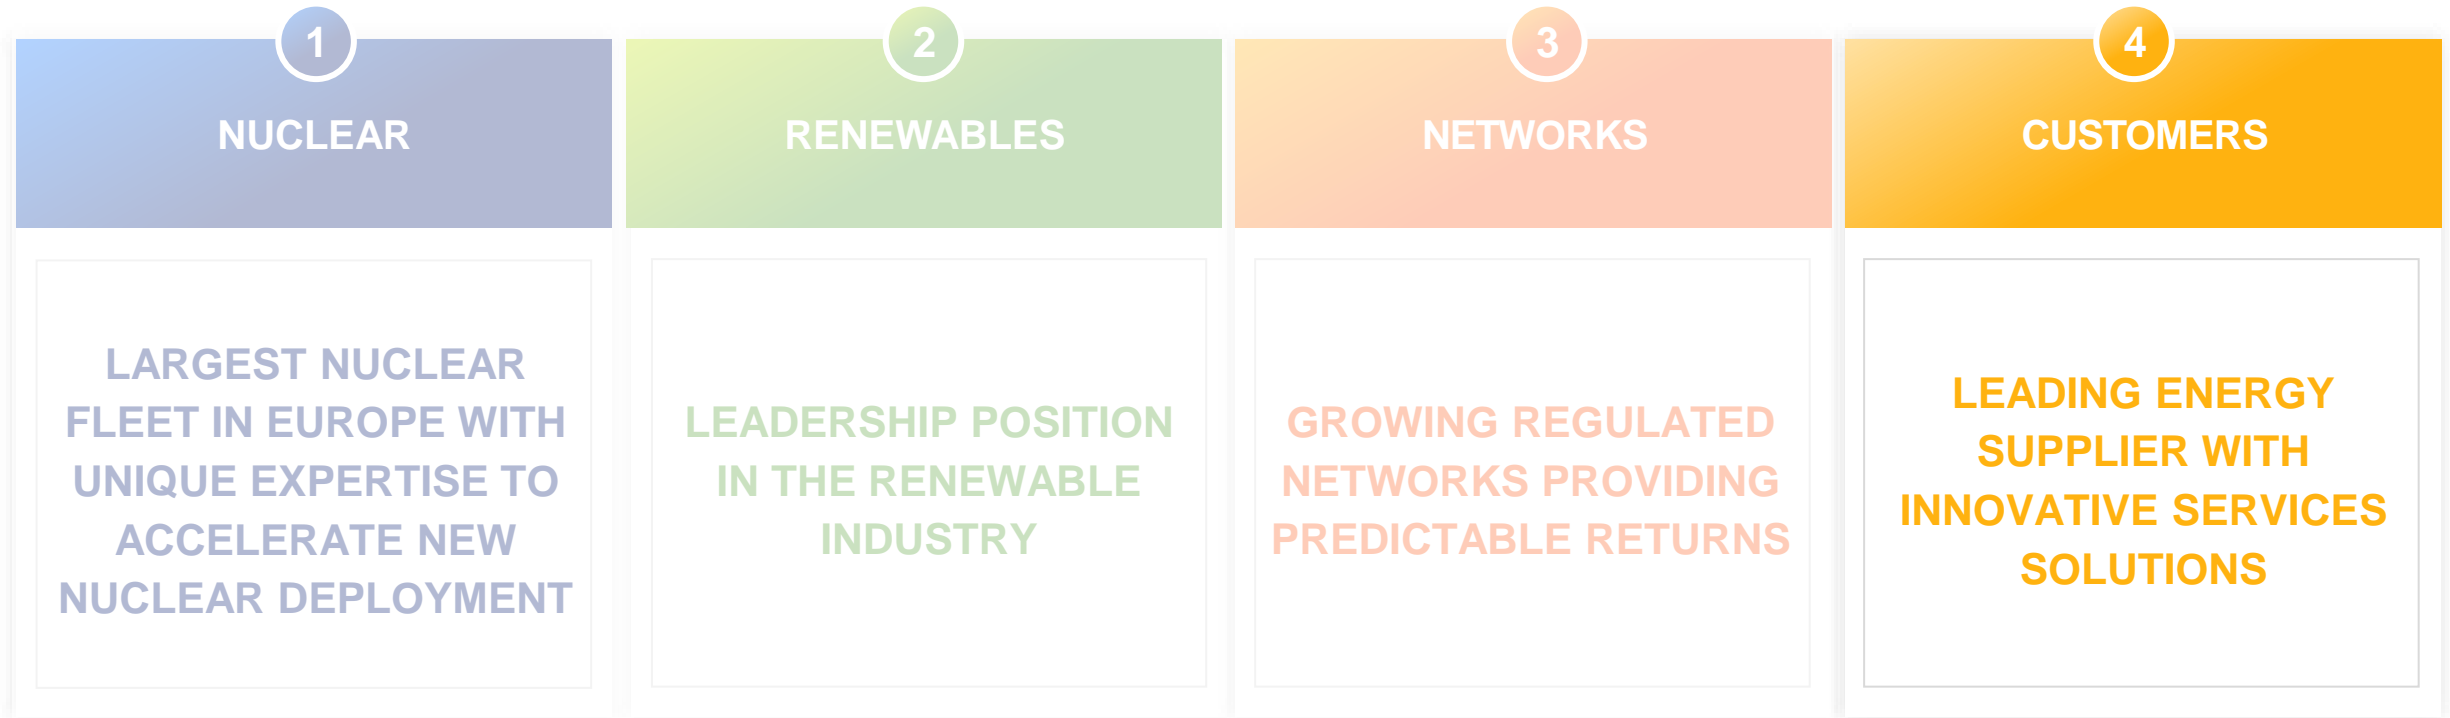 1
NUCLEAR
LARGEST NUCLEAR
FLEET IN EUROPE WITH
UNIQUE EXPERTISE TO
ACCELERATE NEW
NUCLEAR DEPLOYMENT
2
RENEWABLES
LEADERSHIP POSITION
IN THE RENEWABLE
INDUSTRY
3
NETWORKS
GROWING REGULATED
NETWORKS PROVIDING
PREDICTABLE RETURNS
4
CUSTOMERS
LEADING ENERGY
SUPPLIER WITH
INNOVATIVE SERVICES
SOLUTIONS